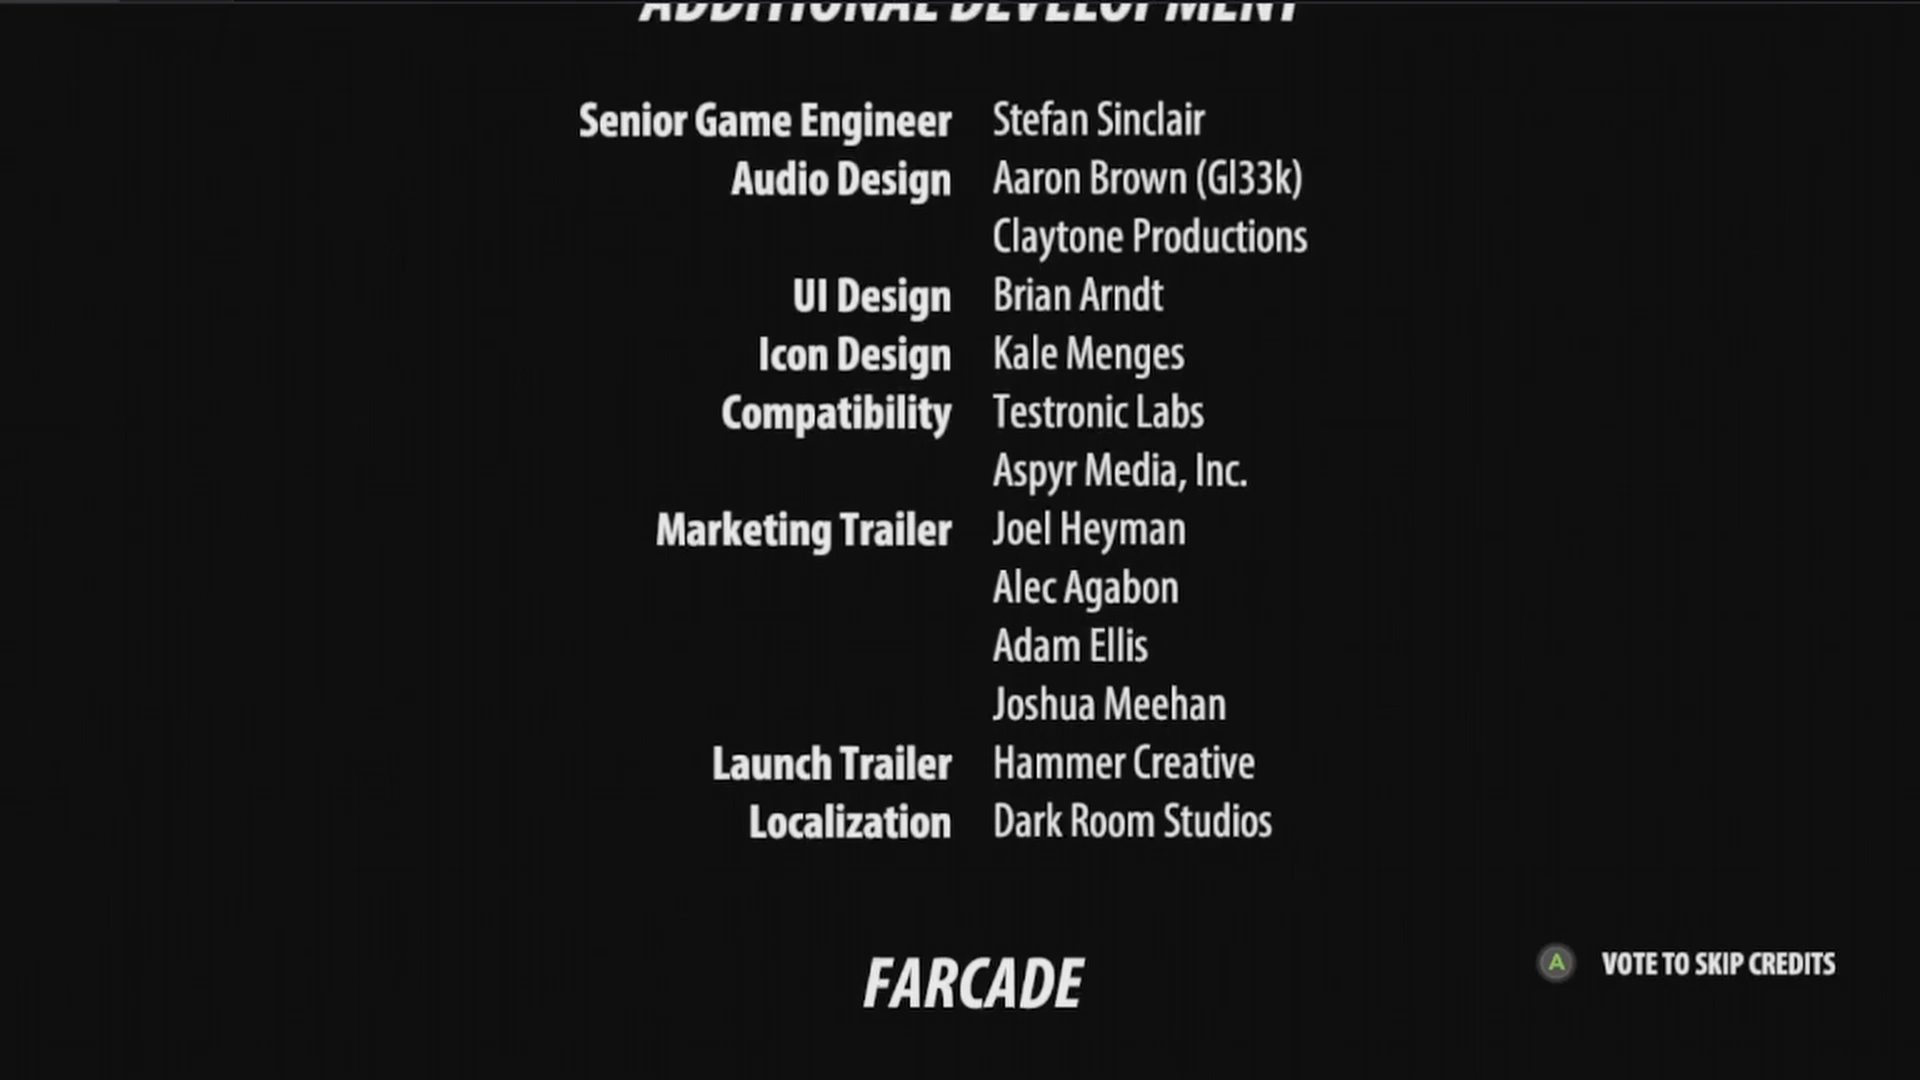 ADDITIONAL DEVELOPMENT
Senior Game Engineer Stefan Sinclair
Audio Design Aaron Brown (Gl33k)
Claytone Productions
UI Design Brian Arndt
Icon Design Kale Menges
Compatibility Testronic Labs
Aspyr Media, Inc.
Marketing Trailer Joel Heyman
Alec Agabon
Adam Ellis
Joshua Meehan
Launch Trailer Hammer Creative
Localization Dark Room Studios
FARCADE
A VOTE TO SKIP CREDITS